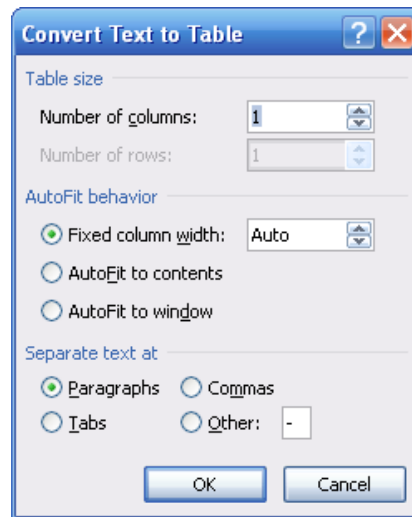 Convert Text to Table ? X
Table size
Number of columns: 1
Number of rows: 1
AutoFit behavior
Fixed column width: Auto
AutoFit to contents
AutoFit to window
Separate text at
Paragraphs Commas
Tabs Other: -
OK Cancel